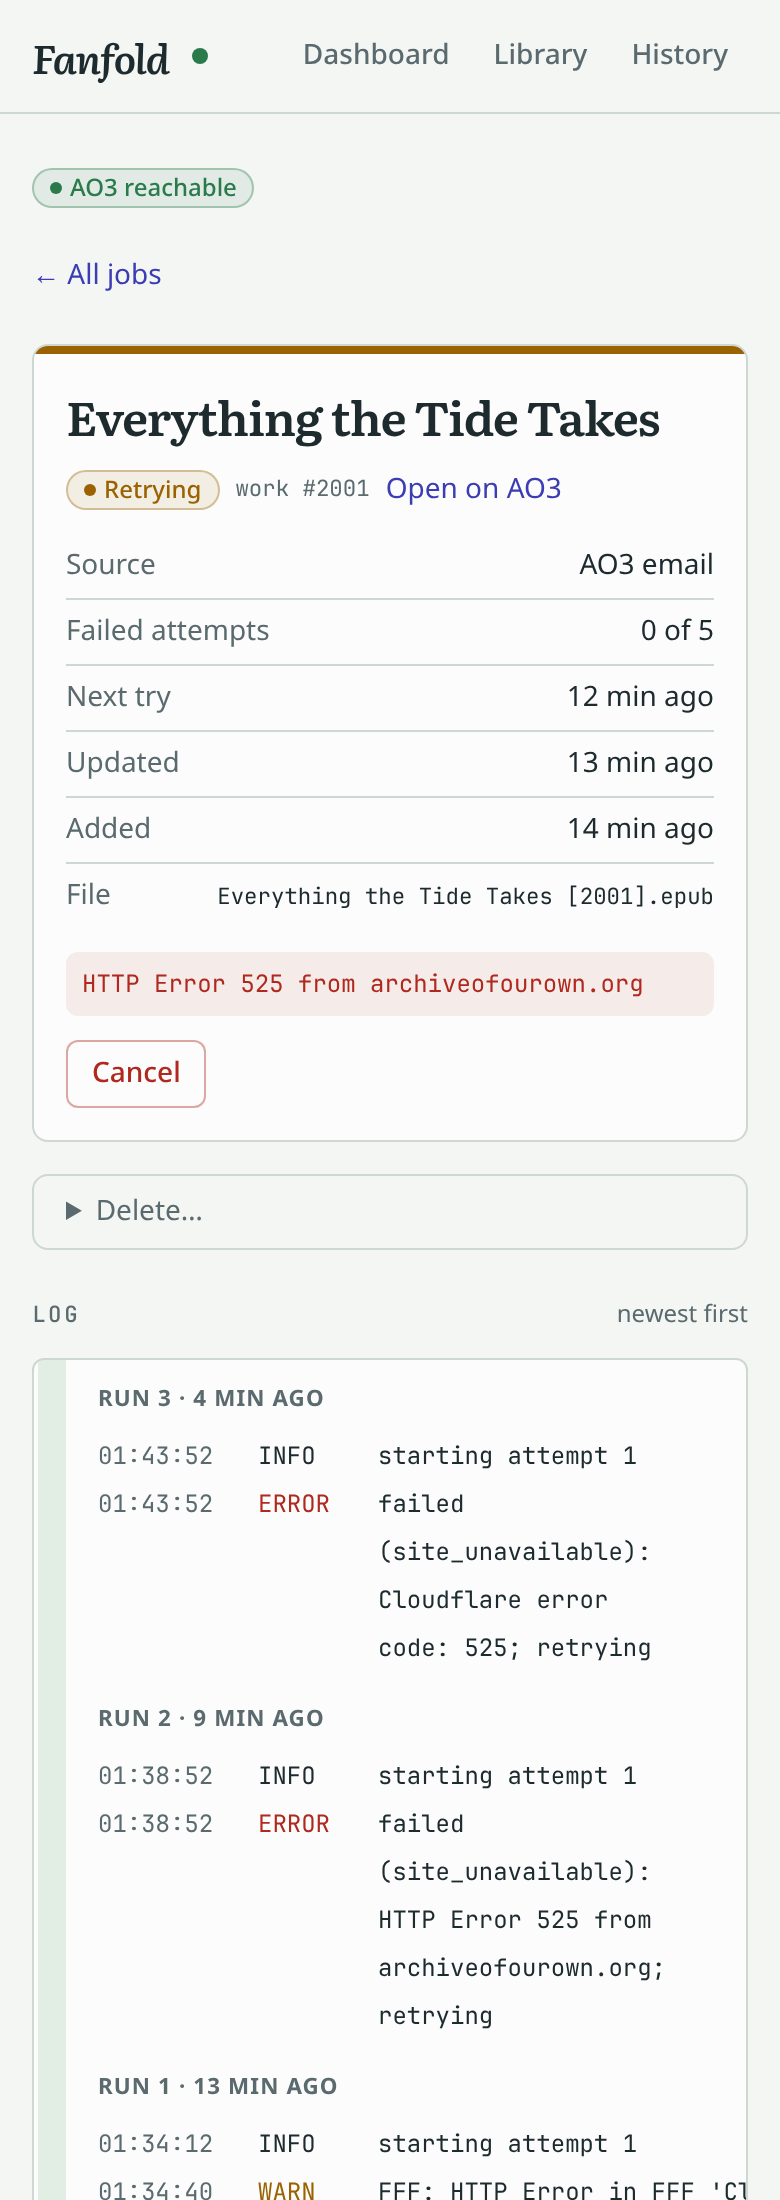 Fanfold
Dashboard Library History
AO3 reachable
← All jobs
Everything the Tide Takes
Retrying work #2001 Open on AO3
Source AO3 email
Failed attempts 0 of 5
Next try 12 min ago
Updated 13 min ago
Added 14 min ago
File Everything the Tide Takes [2001].epub
HTTP Error 525 from archiveofourown.org
Cancel
▶ Delete...
LOG newest first
RUN 3 · 4 MIN AGO
01:43:52 INFO starting attempt 1
01:43:52 ERROR failed
(site_unavailable):
Cloudflare error
code: 525; retrying
RUN 2 · 9 MIN AGO
01:38:52 INFO starting attempt 1
01:38:52 ERROR failed
(site_unavailable):
HTTP Error 525 from
archiveofourown.org;
retrying
RUN 1 · 13 MIN AGO
01:34:12 INFO starting attempt 1
01:34:40 WARN FFF: HTTP Error in FFF